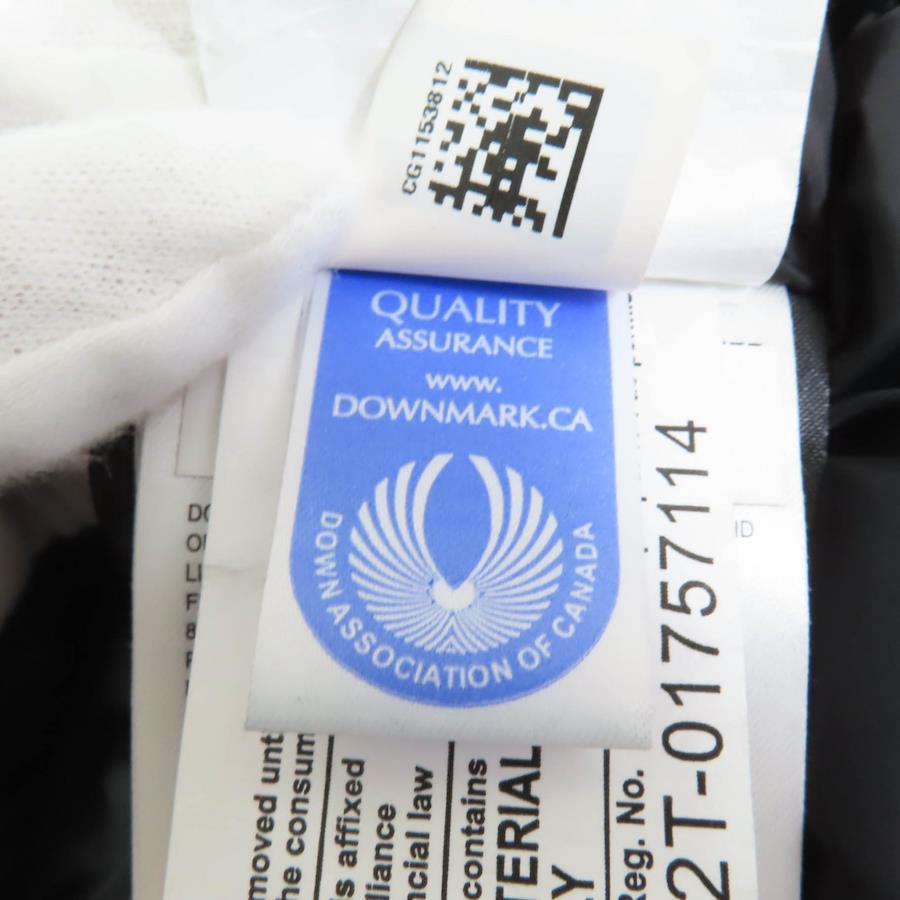 CG1153812
QUALITY
ASSURANCE
www.
DOWNMARK.CA
DOWN ASSOCIATION OF CANADA
moved unt
he consum
s affixed
liance
ncial law
contains
TERIAL
Y
Reg. No.
2T-01757114